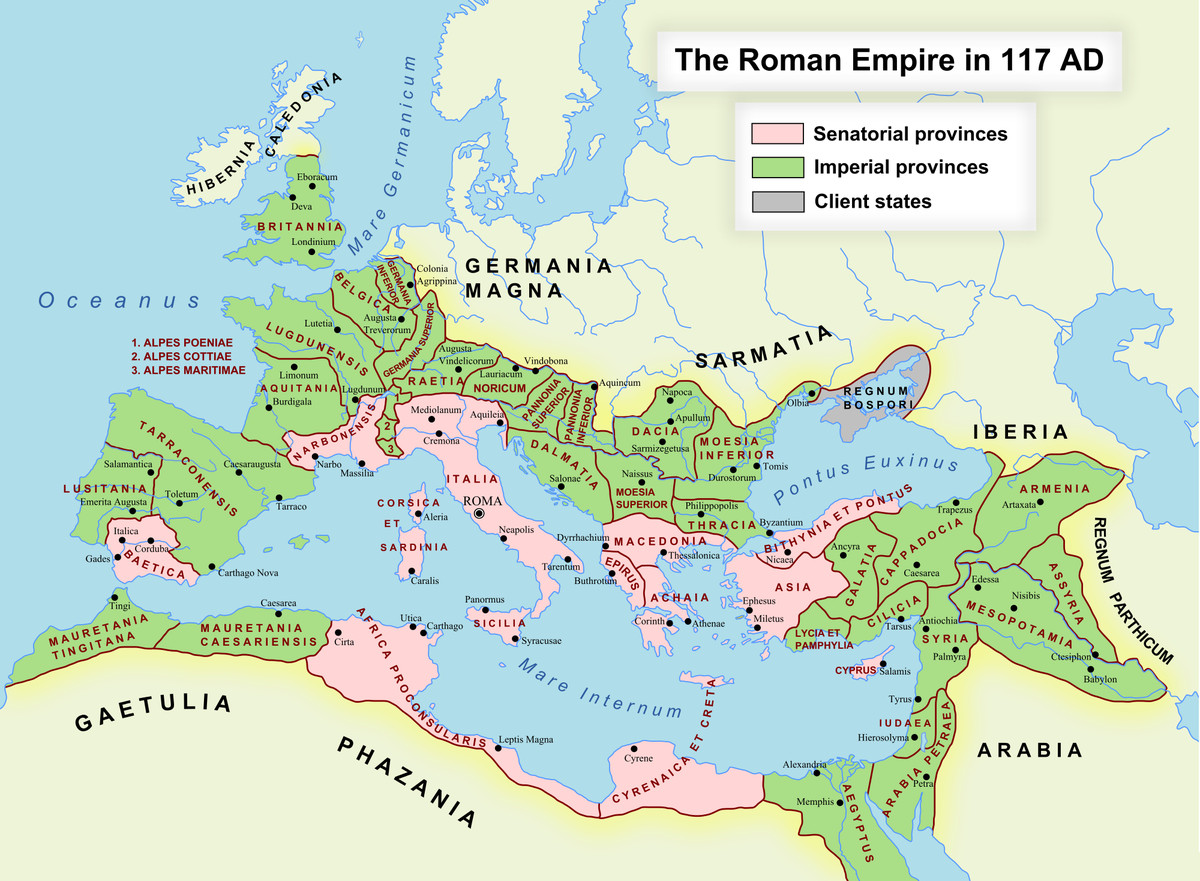 The Roman Empire in 117 AD
Senatorial provinces
Imperial provinces
Client states
HIBERNIA
CALEDONIA
Mare Germanicum
Oceanus
Eboracum
Deva
BRITANNIA
Londinium
GERMANIA
MAGNA
SARMATIA
IBERIA
REGNUM PARTHICUM
ARABIA
GAETULIA
PHAZANIA
1. ALPES POENIAE
2. ALPES COTTIAE
3. ALPES MARITIMAE
GERMANIA
INFERIOR
Colonia
Agrippina
BELGICA
Augusta
Treverorum
GERMANIA SUPERIOR
Lutetia
LUGDUNENSIS
Limonum
AQUITANIA
Burdigala
Lugdunum
NARBONENSIS
Narbo
Massilia
1
2
3
Augusta
Vindelicorum
RAETIA
Lauriacum
NORICUM
Vindobona
PANNONIA
SUPERIOR
PANNONIA
INFERIOR
Aquincum
Mediolanum
Aquileia
Cremona
ITALIA
ROMA
Neapolis
Tarentum
DALMATIA
Salonae
Napoca
Apullum
DACIA
Sarmizegetusa
MOESIA
INFERIOR
Tomis
Durostorum
Naissus
MOESIA
SUPERIOR
Philippopolis
THRACIA
Byzantium
Olbia
REGNUM
BOSPORI
Pontus Euxinus
TARRACONENSIS
Salamantica
Caesaraugusta
LUSITANIA
Toletum
Emerita Augusta
Tarraco
Italica
Corduba
Gades
BAETICA
Carthago Nova
CORSICA
ET
SARDINIA
Aleria
Caralis
Panormus
SICILIA
Syracusae
Dyrrhachium
MACEDONIA
Thessalonica
EPIRUS
Buthrotum
ACHAIA
Corinth
Athenae
BITHYNIA ET PONTUS
Nicaea
ASIA
Ephesus
Miletus
Ancyra
GALATIA
CAPPADOCIA
Trapezus
Caesarea
CILICIA
Tarsus
LYCIA ET
PAMPHYLIA
CYPRUS
Salamis
ARMENIA
Artaxata
ASSYRIA
Edessa
Nisibis
MESOPOTAMIA
Ctesiphon
Babylon
Antiochia
SYRIA
Palmyra
Tyrus
IUDAEA
Hierosolyma
ARABIA PETRAEA
Petra
Tingi
MAURETANIA
TINGITANA
Caesarea
MAURETANIA
CAESARIENSIS
Cirta
Utica
Carthago
AFRICA PROCONSULARIS
Leptis Magna
Mare Internum
Cyrene
CYRENAICA ET CRETA
Alexandria
Memphis
AEGYPTUS